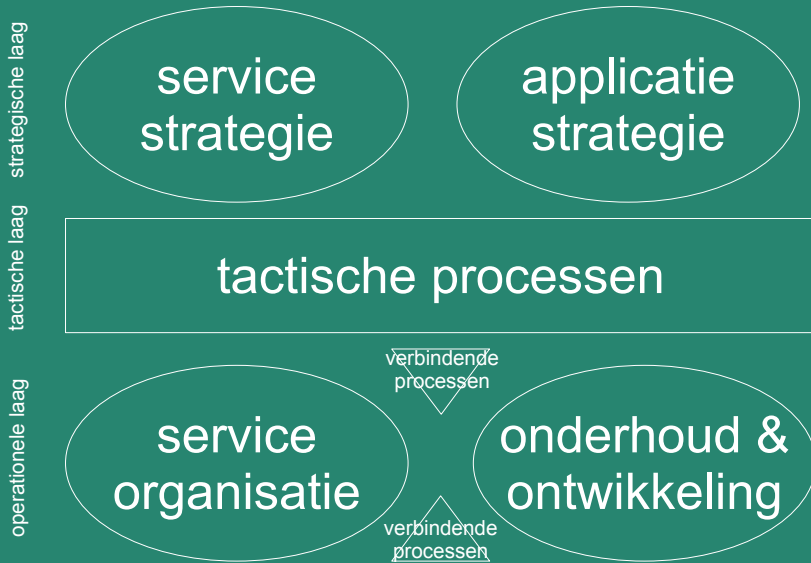 strategische laag
service
strategie
applicatie
strategie
tactische laag
tactische processen
operationele laag
verbindende
processen
service
organisatie
onderhoud &
ontwikkeling
verbindende
processen